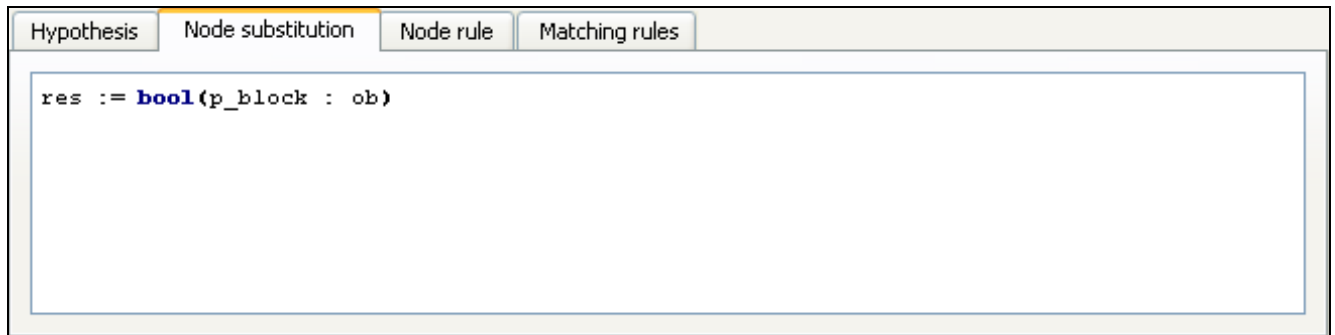 Hypothesis Node substitution Node rule Matching rules
res := bool(p_block : ob)